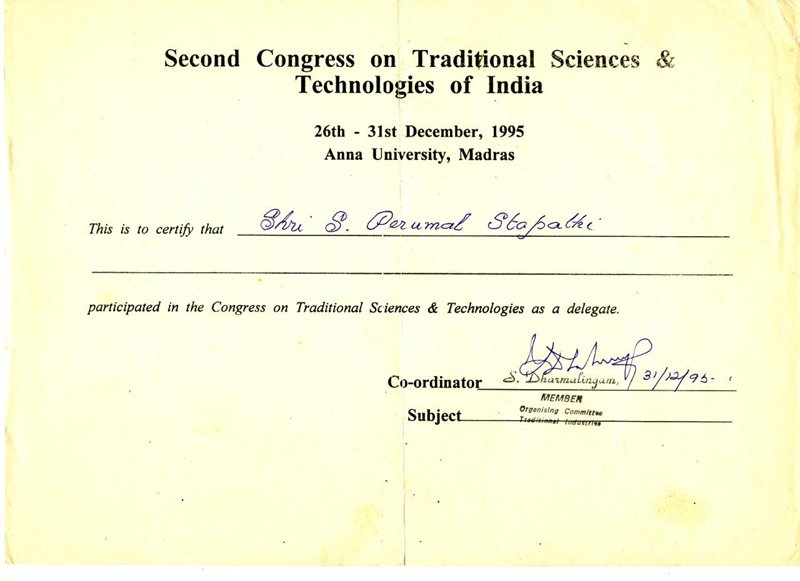 Second Congress on Traditional Sciences &
Technologies of India
26th - 31st December, 1995
Anna University, Madras
This is to certify that Shri S. Perumal Stapathi
participated in the Congress on Traditional Sciences & Technologies as a delegate.
Co-ordinator S. Dharmalingam, 31/12/95
MEMBER
Organising Committee
Subject Traditional Industries